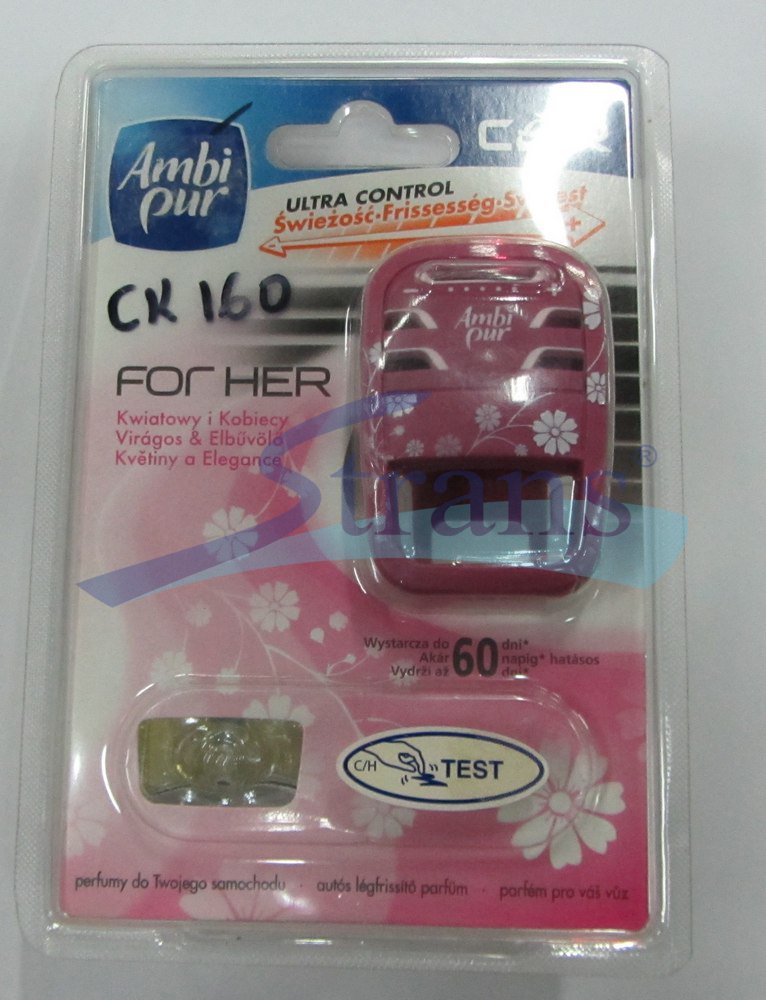 Ambi
pur
CAR
ULTRA CONTROL
Świeżość·Frissesség·Svěžest
- +
CK 160
- +
Ambi
pur
FOR HER
Kwiatowy i Kobiecy
Virágos & Elbűvölő
Květiny a Elegance
Strans®
Wystarcza do 60 dni*
Akár napig* hatásos
Vydrží až dní*
C/H TEST
perfumy do Twojego samochodu · autós légfrissítő parfüm · parfém pro váš vůz